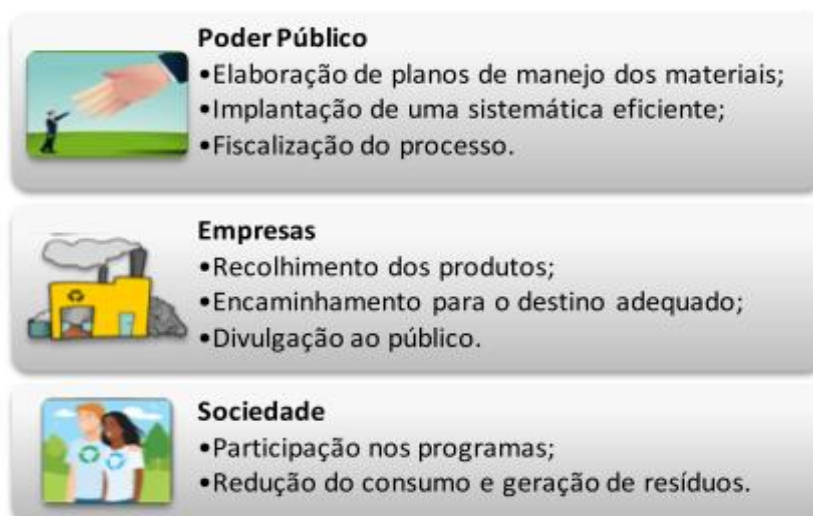 Poder Público
•Elaboração de planos de manejo dos materiais;
•Implantação de uma sistemática eficiente;
•Fiscalização do processo.
Empresas
•Recolhimento dos produtos;
•Encaminhamento para o destino adequado;
•Divulgação ao público.
Sociedade
•Participação nos programas;
•Redução do consumo e geração de resíduos.